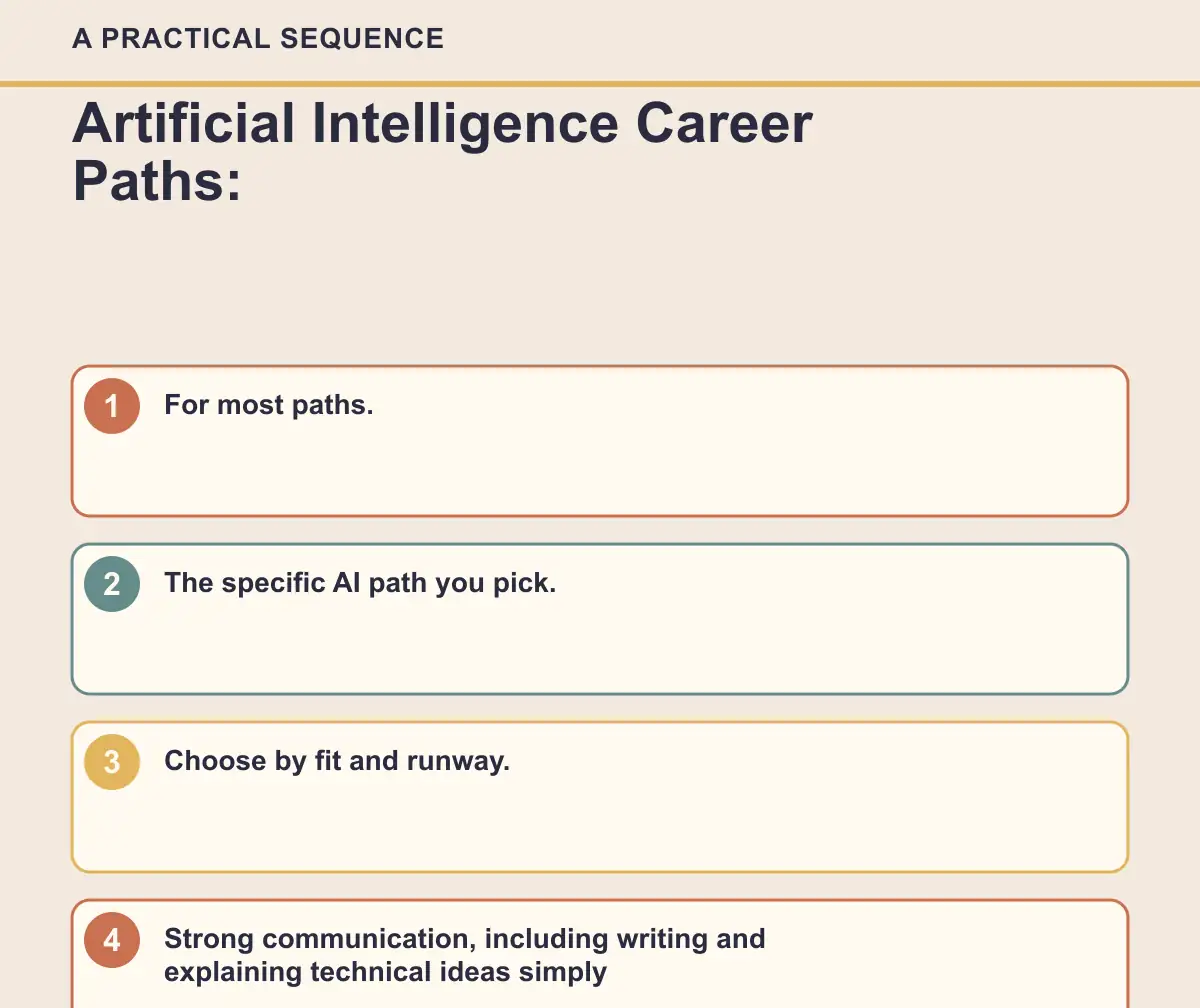 A PRACTICAL SEQUENCE
Artificial Intelligence Career
Paths:
1
For most paths.
2
The specific AI path you pick.
3
Choose by fit and runway.
4
Strong communication, including writing and
explaining technical ideas simply